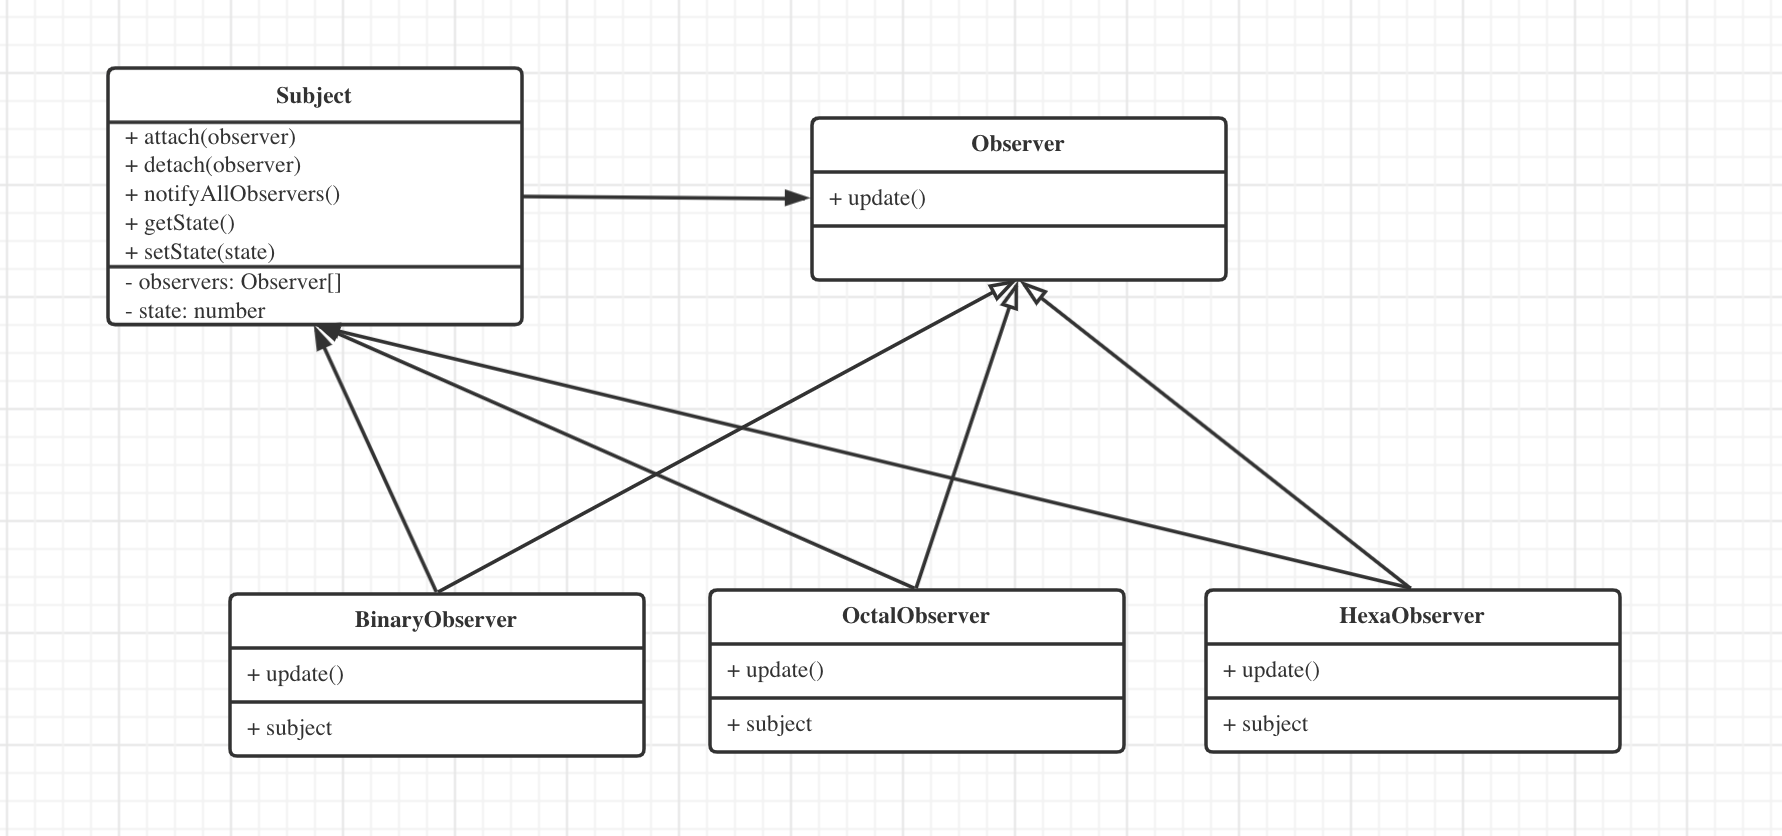 Subject
+ attach(observer)
+ detach(observer)
+ notifyAllObservers()
+ getState()
+ setState(state)
- observers: Observer[]
- state: number
Observer
+ update()
BinaryObserver
+ update()
+ subject
OctalObserver
+ update()
+ subject
HexaObserver
+ update()
+ subject